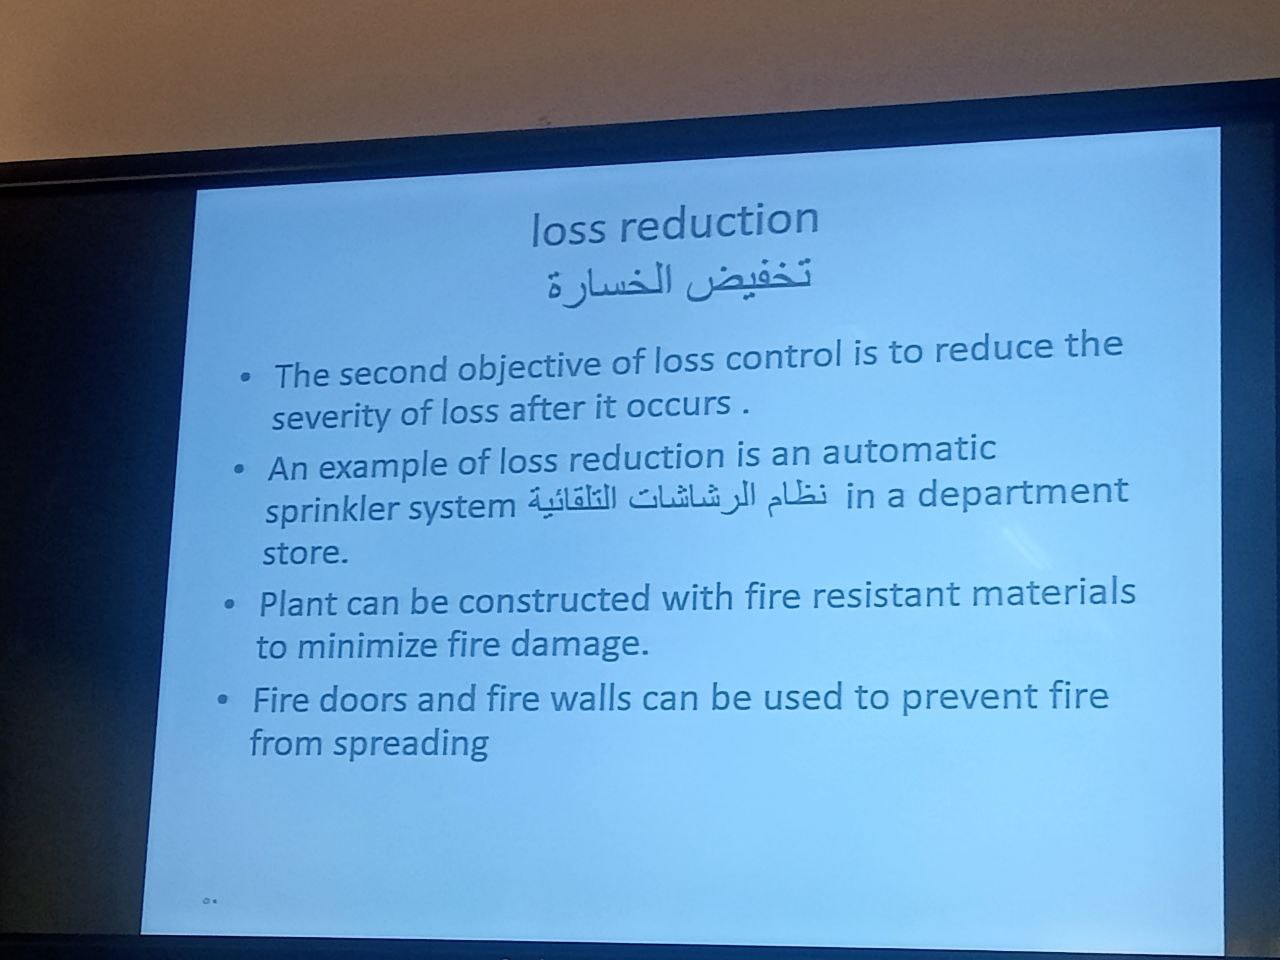 loss reduction
تخفيض الخسارة
• The second objective of loss control is to reduce the
severity of loss after it occurs .
• An example of loss reduction is an automatic
sprinkler system نظام الرشاشات التلقائية in a department
store.
• Plant can be constructed with fire resistant materials
to minimize fire damage.
• Fire doors and fire walls can be used to prevent fire
from spreading
٥٠